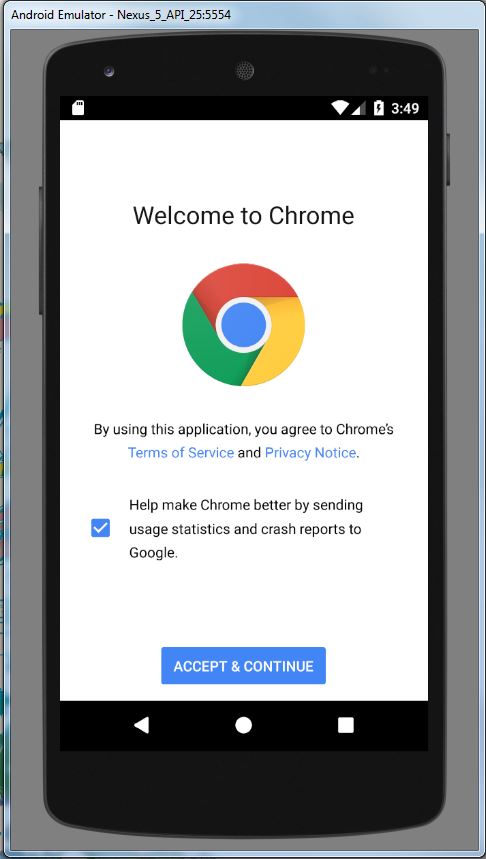 Android Emulator - Nexus_5_API_25:5554
3:49
Welcome to Chrome
By using this application, you agree to Chrome's
Terms of Service and Privacy Notice.
Help make Chrome better by sending
usage statistics and crash reports to
Google.
ACCEPT & CONTINUE